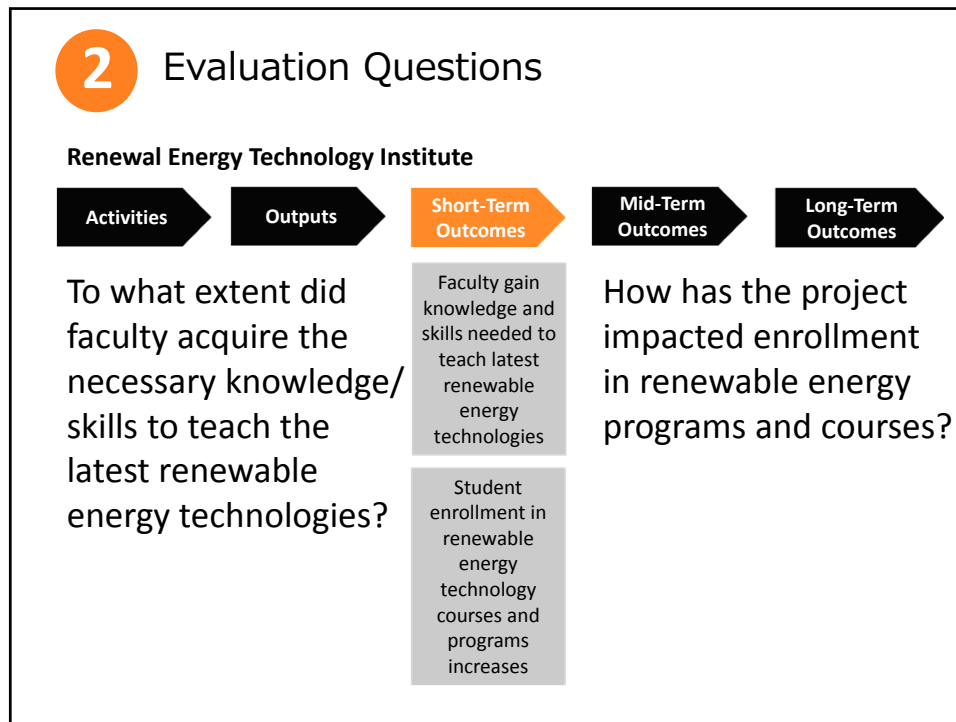 2
Evaluation Questions
Renewal Energy Technology Institute
Activities
Outputs
Short-Term
Outcomes
Mid-Term
Outcomes
Long-Term
Outcomes
To what extent did
faculty acquire the
necessary knowledge/
skills to teach the
latest renewable
energy technologies?
Faculty gain
knowledge and
skills needed to
teach latest
renewable
energy
technologies
Student
enrollment in
renewable
energy
technology
courses and
programs
increases
How has the project
impacted enrollment
in renewable energy
programs and courses?